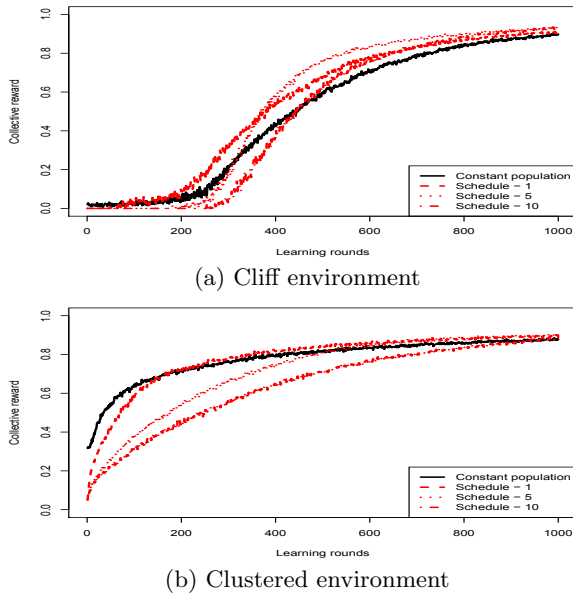 1.0
0.8
0.6
0.4
0.2
0.0
Collective reward
Constant population
Schedule − 1
Schedule − 5
Schedule − 10
0 200 400 600 800 1000
Learning rounds
(a) Cliff environment
1.0
0.8
0.6
0.4
0.2
0.0
Collective reward
Constant population
Schedule − 1
Schedule − 5
Schedule − 10
0 200 400 600 800 1000
Learning rounds
(b) Clustered environment